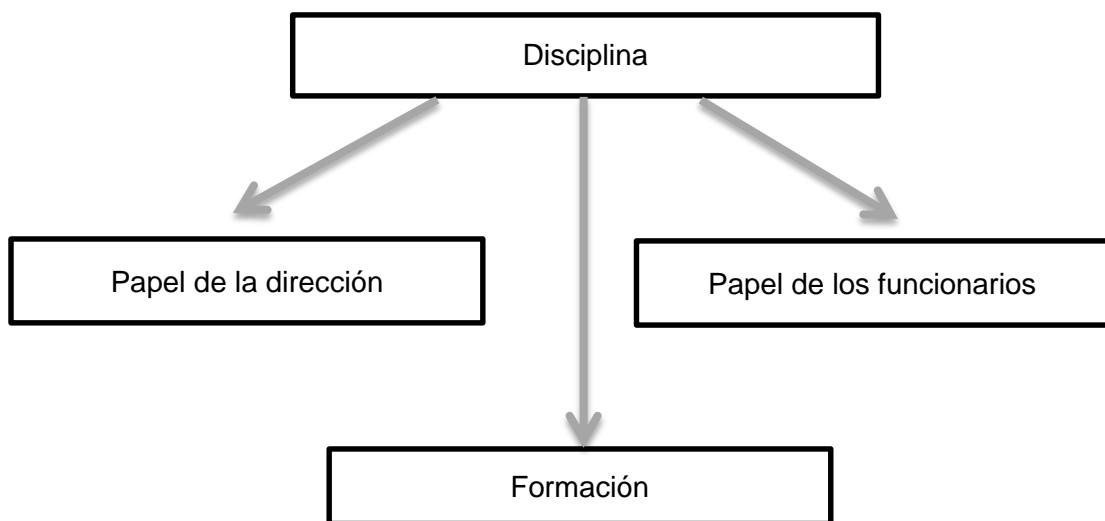 Disciplina
Papel de la dirección
Papel de los funcionarios
Formación